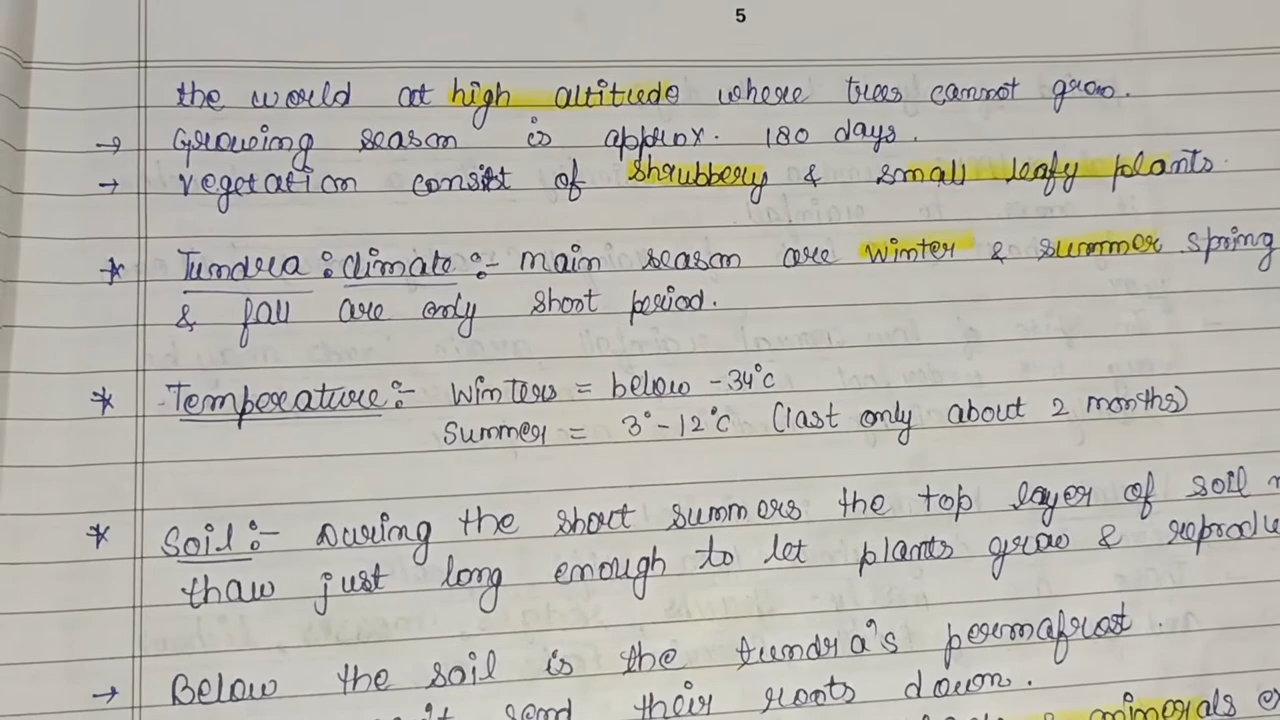 5
the world at high altitude where trees cannot grow.
→ Growing season is approx. 180 days.
→ vegetation consist of shrubbery & small leafy plants.
* Tundra : climate :- main season are winter & summer spring
& fall are only short period.
* Temperature :- Winters = below -34°c
Summer = 3° - 12°c (last only about 2 months)
* Soil :- During the short summers the top layer of soil
thaw just long enough to let plants grow &
→ Below the soil is the tundra's permafrost.
send their roots down.
minerals